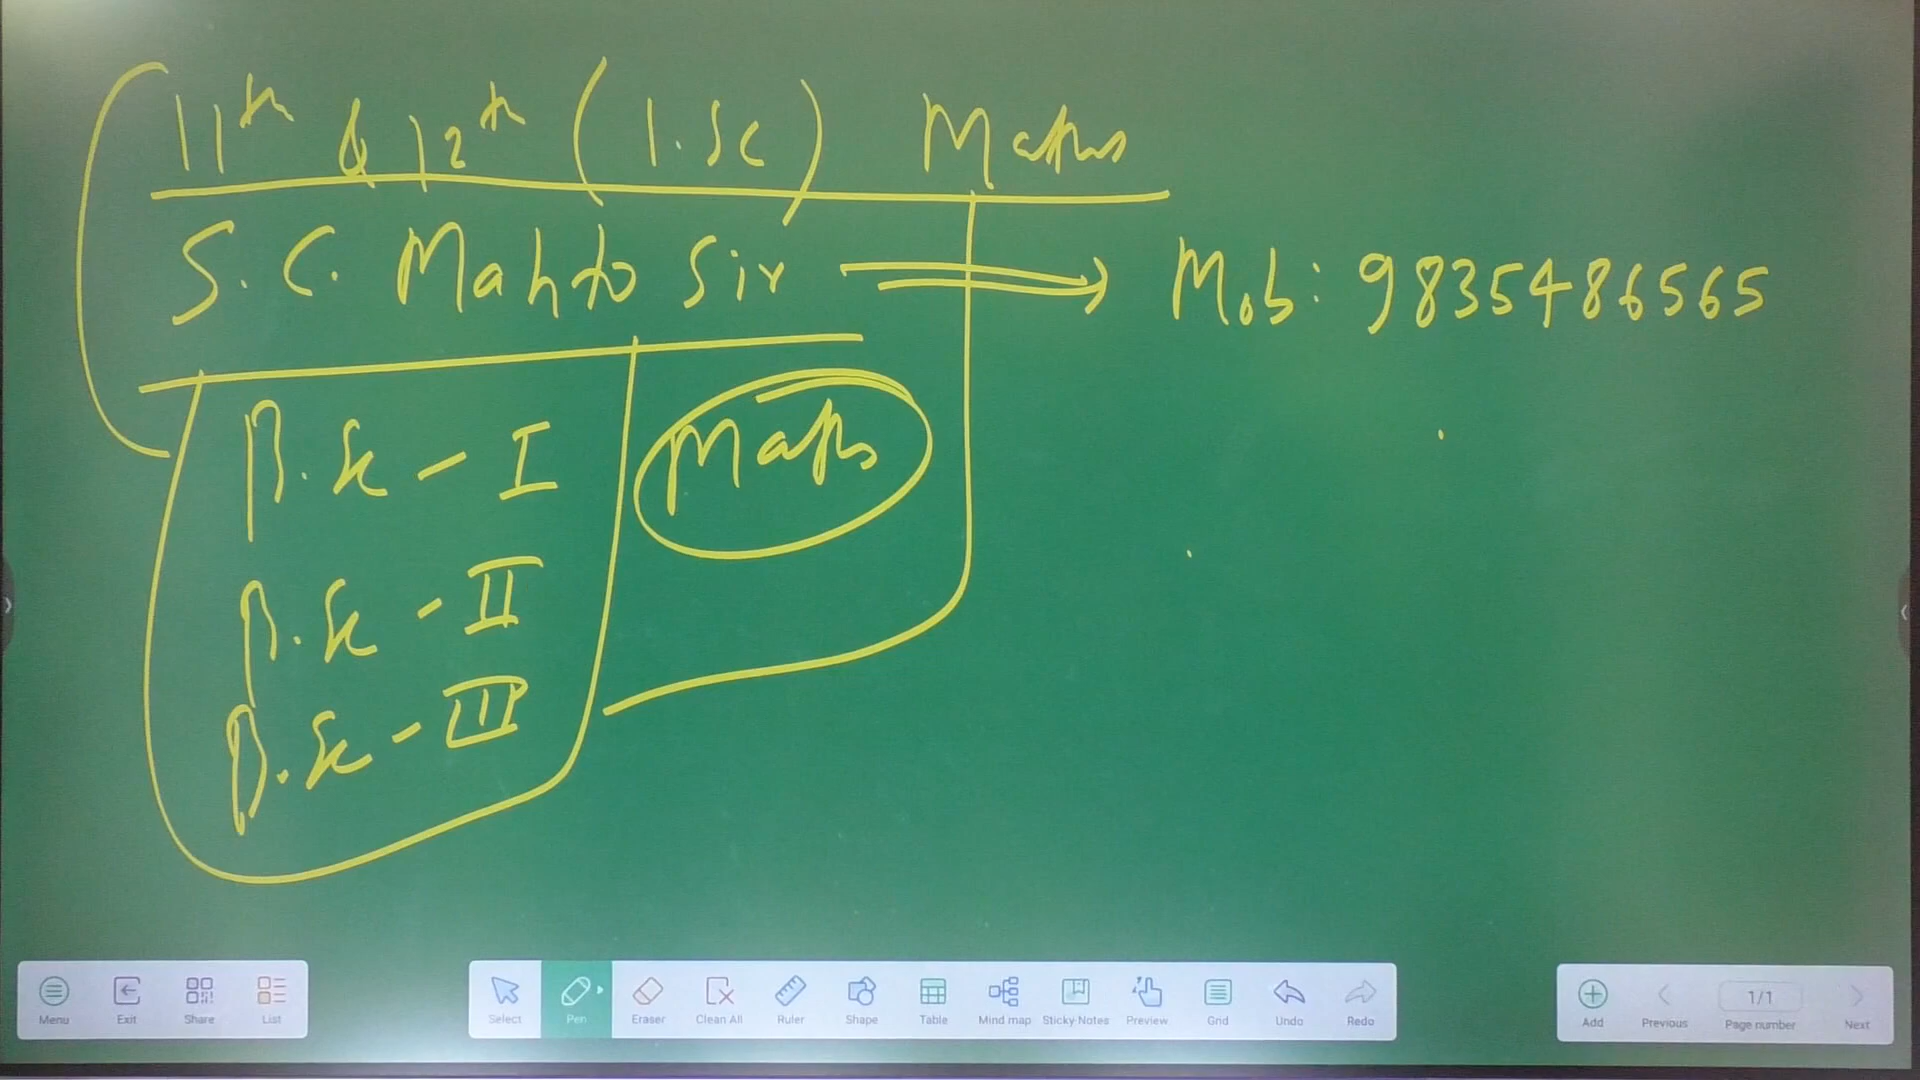 11th & 12th (I.Sc) Maths
S.C. Mahto Sir ⇒ Mob: 9835486565
B.Sc - I Maths
B.Sc - II
B.Sc - III
Menu Exit Share List Select Pen Eraser Clean All Ruler Shape Table Mind map Sticky Notes Preview Grid Undo Redo Add Previous 1/1 Page number Next